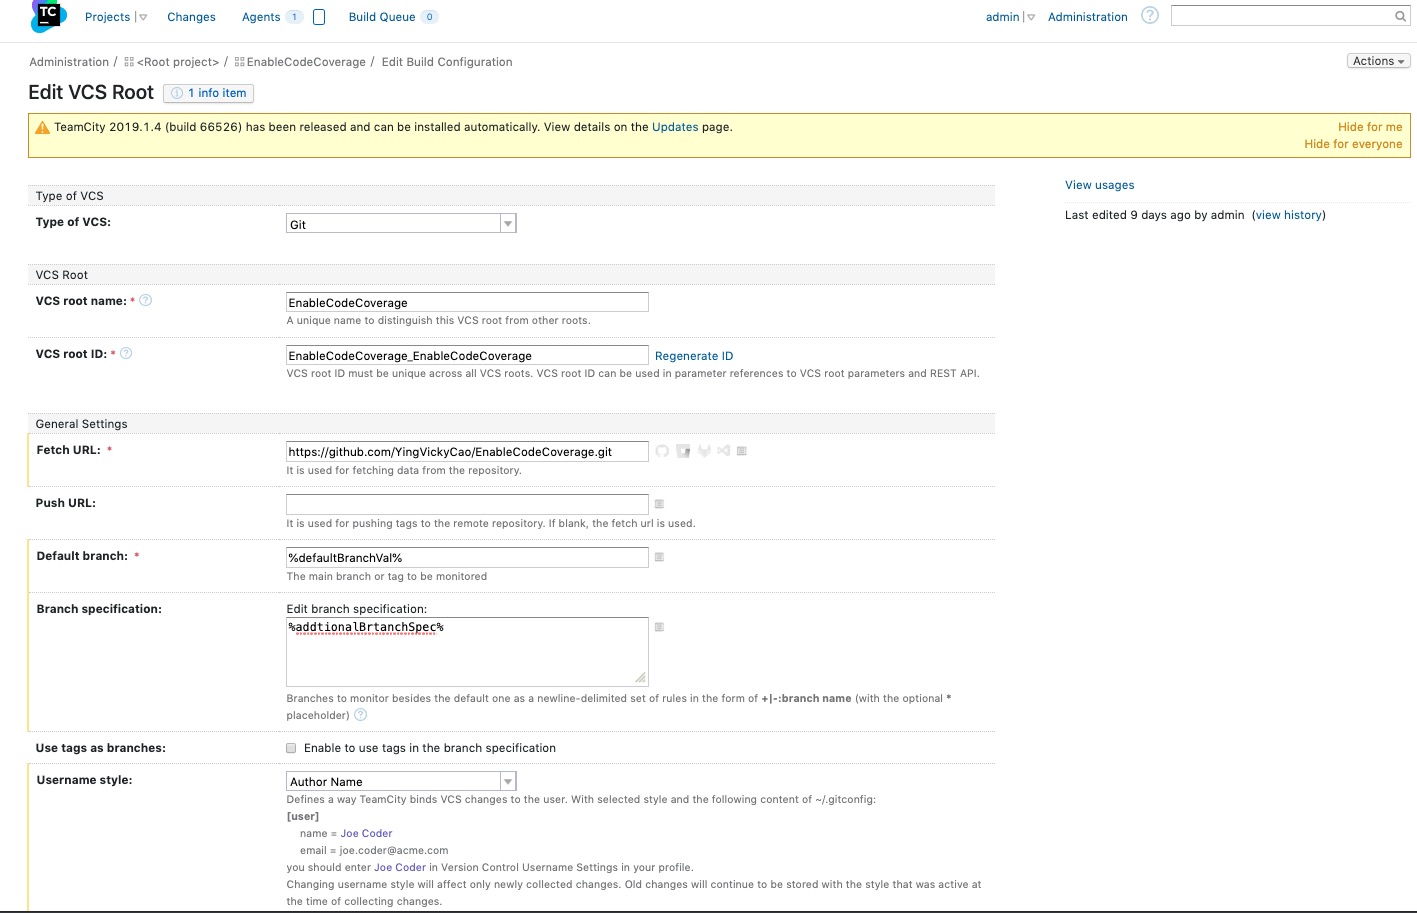 TC
Projects
Changes
Agents 1
Build Queue 0
admin
Administration
?
Administration / <Root project> / EnableCodeCoverage / Edit Build Configuration
Actions
Edit VCS Root
1 info item
TeamCity 2019.1.4 (build 66526) has been released and can be installed automatically. View details on the Updates page.
Hide for me
Hide for everyone
View usages
Last edited 9 days ago by admin (view history)
Type of VCS
Type of VCS:
Git
VCS Root
VCS root name: * ?
EnableCodeCoverage
A unique name to distinguish this VCS root from other roots.
VCS root ID: * ?
EnableCodeCoverage_EnableCodeCoverage
Regenerate ID
VCS root ID must be unique across all VCS roots. VCS root ID can be used in parameter references to VCS root parameters and REST API.
General Settings
Fetch URL: *
https://github.com/YingVickyCao/EnableCodeCoverage.git
It is used for fetching data from the repository.
Push URL:
It is used for pushing tags to the remote repository. If blank, the fetch url is used.
Default branch: *
%defaultBranchVal%
The main branch or tag to be monitored
Branch specification:
Edit branch specification:
%addtionalBrtanchSpec%
Branches to monitor besides the default one as a newline-delimited set of rules in the form of +|-:branch name (with the optional *
placeholder) ?
Use tags as branches:
Enable to use tags in the branch specification
Username style:
Author Name
Defines a way TeamCity binds VCS changes to the user. With selected style and the following content of ~/.gitconfig:
[user]
name = Joe Coder
email = joe.coder@acme.com
you should enter Joe Coder in Version Control Username Settings in your profile.
Changing username style will affect only newly collected changes. Old changes will continue to be stored with the style that was active at
the time of collecting changes.